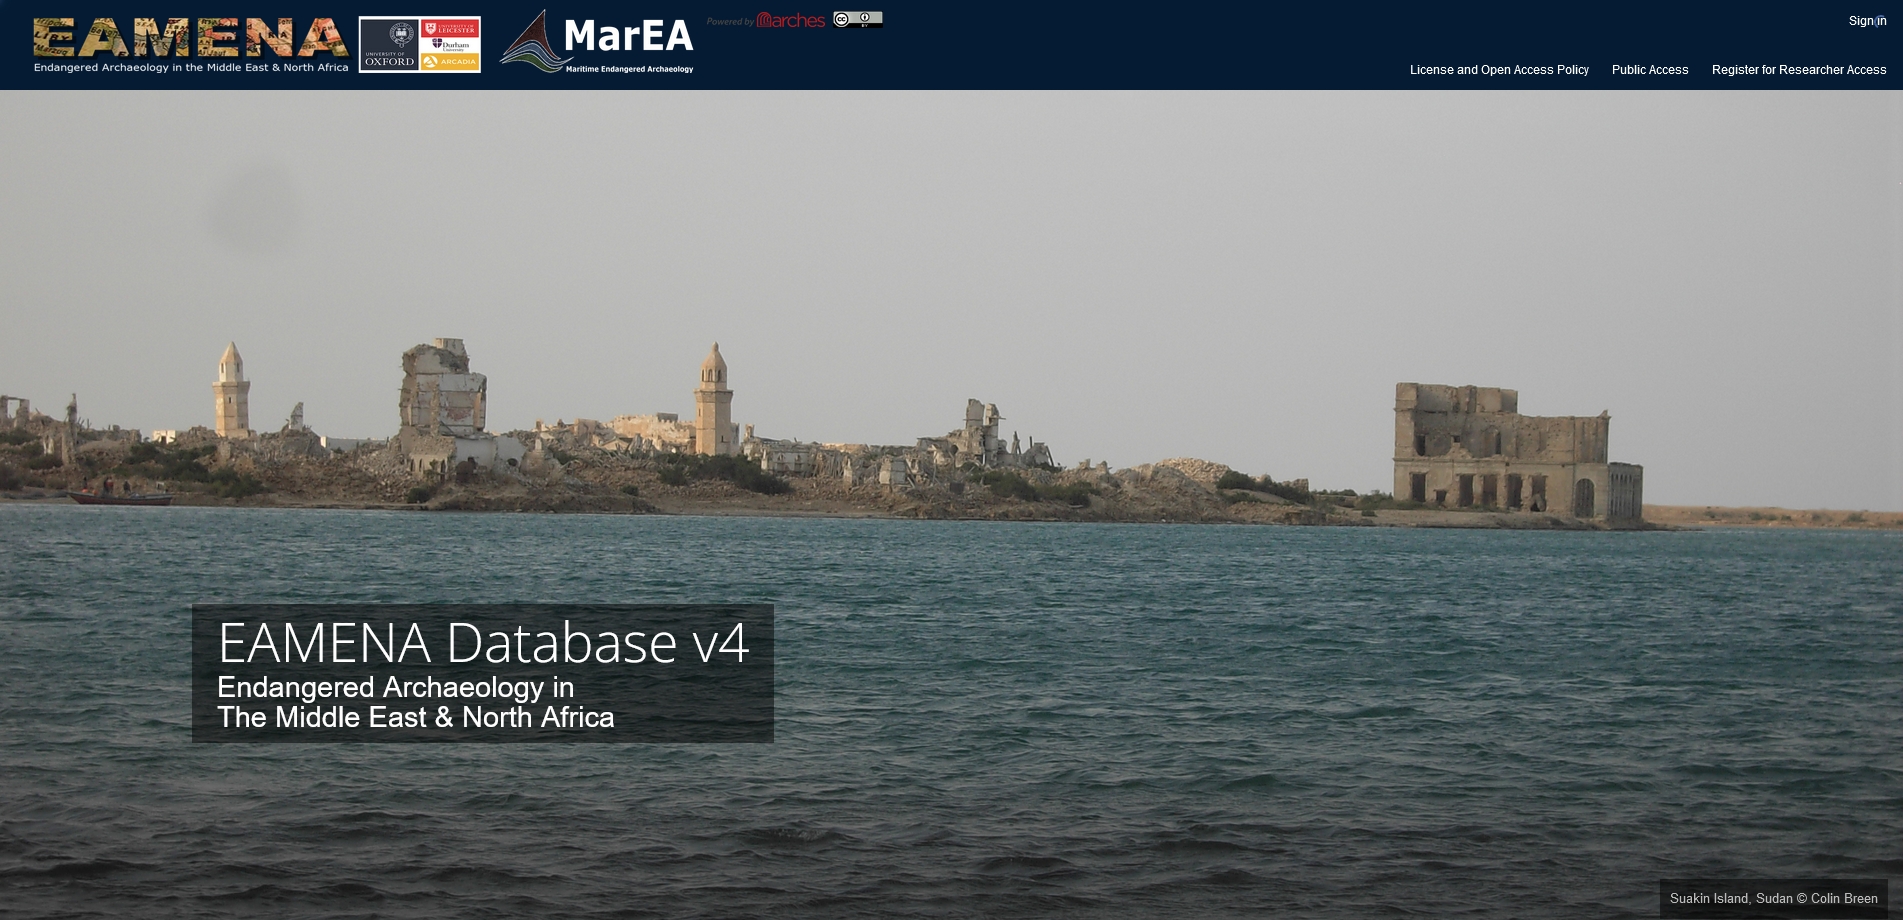 EAMENA
Endangered Archaeology in the Middle East & North Africa
UNIVERSITY OF
OXFORD
UNIVERSITY OF
LEICESTER
Durham
University
ARCADIA
MarEA
Maritime Endangered Archaeology
Powered by arches
cc
BY
Sign in
License and Open Access Policy
Public Access
Register for Researcher Access
EAMENA Database v4
Endangered Archaeology in
The Middle East & North Africa
Suakin Island, Sudan © Colin Breen